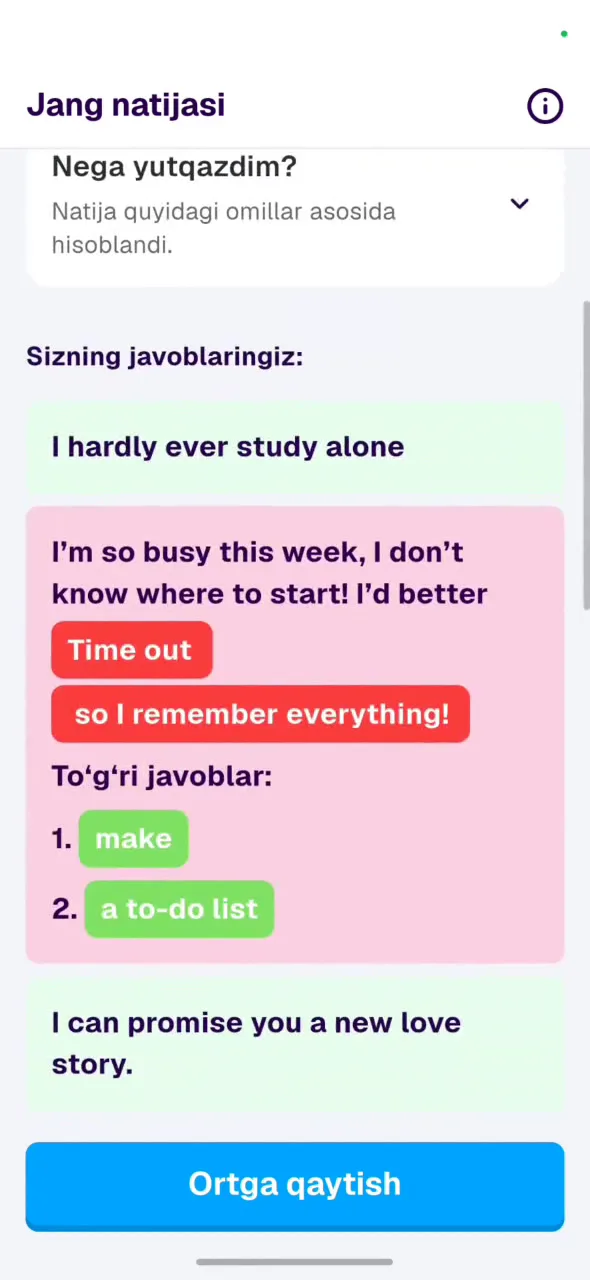 Jang natijasi
Nega yutqazdim?
Natija quyidagi omillar asosida
hisoblandi.
Sizning javoblaringiz:
I hardly ever study alone
I’m so busy this week, I don’t
know where to start! I’d better
Time out
so I remember everything!
To‘g‘ri javoblar:
1. make
2. a to-do list
I can promise you a new love
story.
Ortga qaytish